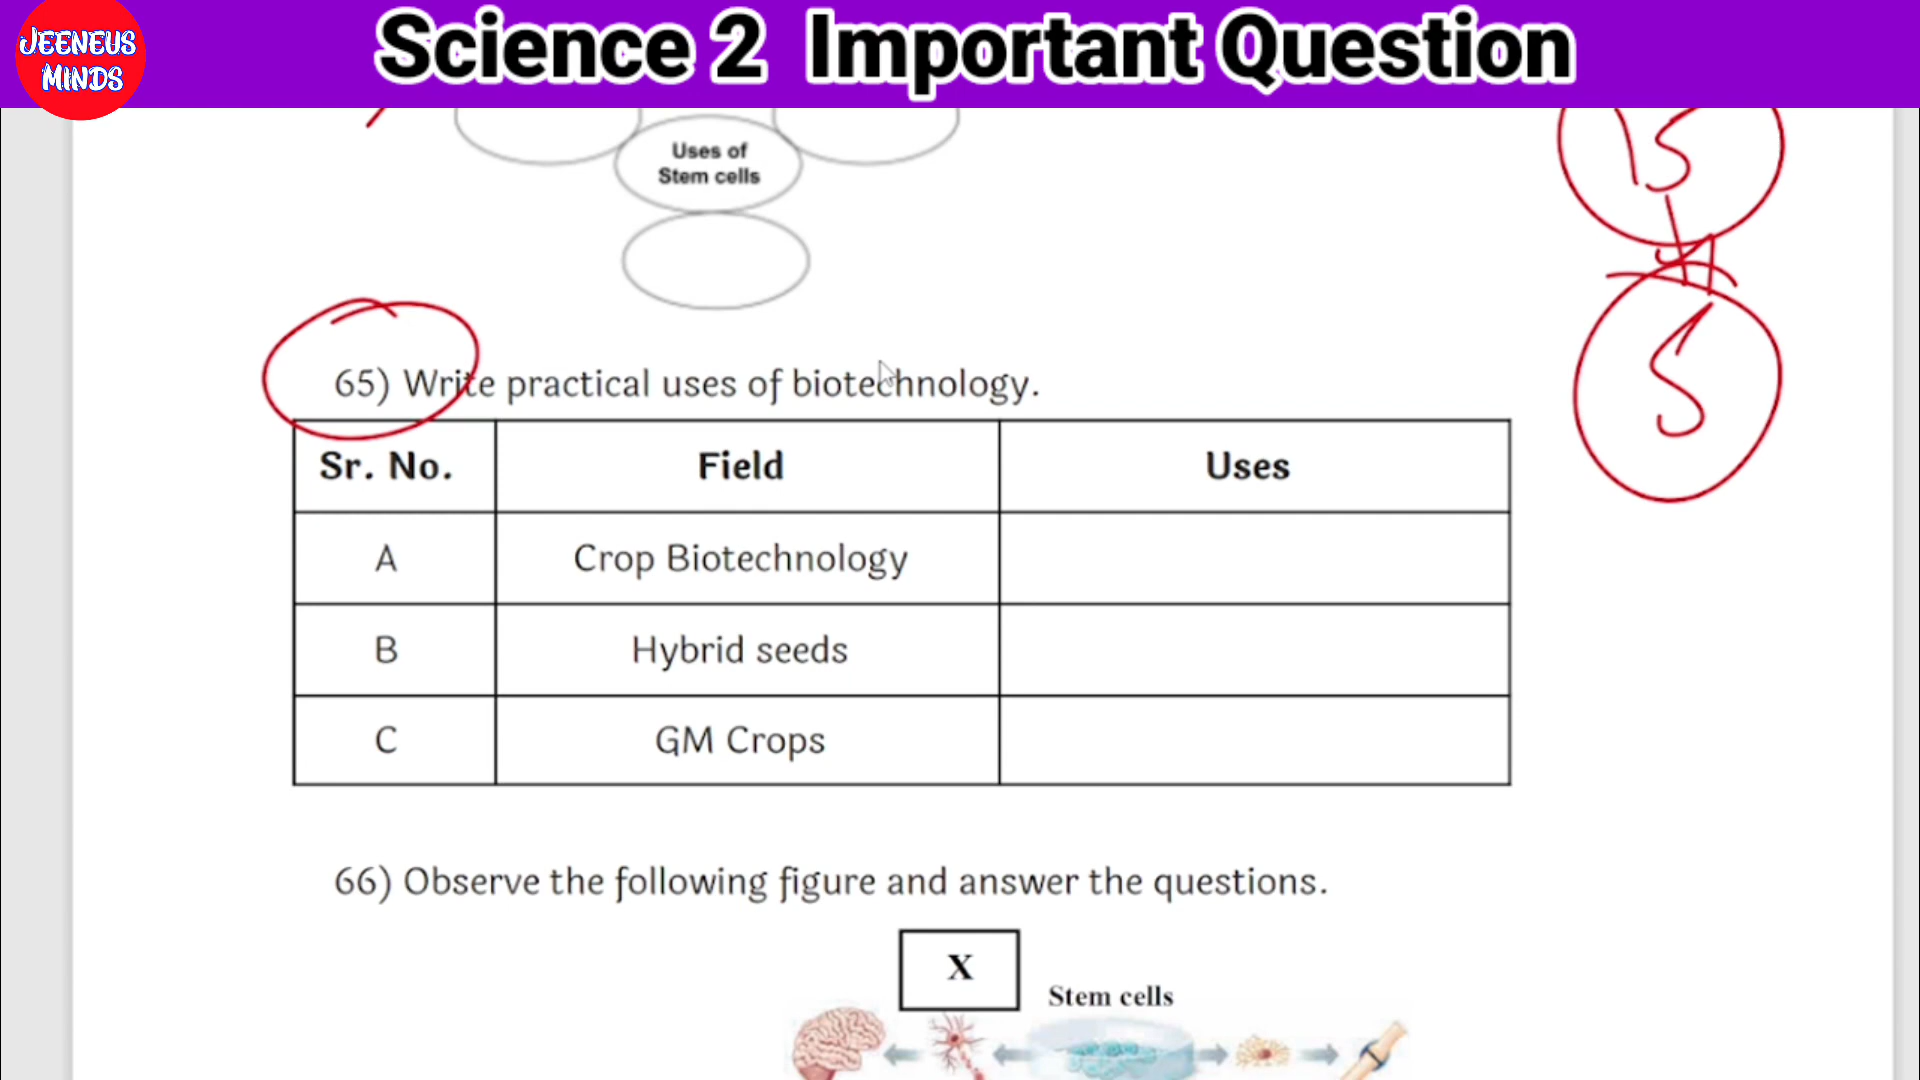 JEENEUS
MINDS
Science 2 Important Question
Uses of
Stem cells
15
5
65) Write practical uses of biotechnology.
Sr. No. Field Uses
A Crop Biotechnology
B Hybrid seeds
C GM Crops
66) Observe the following figure and answer the questions.
X
Stem cells